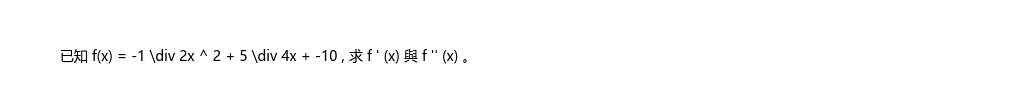 已知 f(x) = -1 \div 2x ^ 2 + 5 \div 4x + -10 , 求 f ' (x) 與 f '' (x) 。